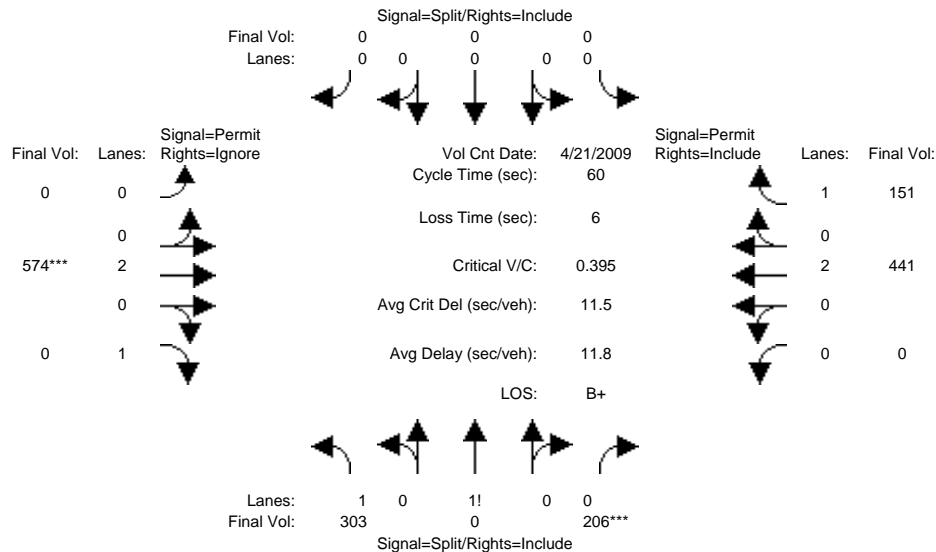 Signal=Split/Rights=Include
Final Vol: 0 0 0
Lanes: 0 0 0 0 0
Signal=Permit Signal=Permit
Final Vol: Lanes: Rights=Ignore Vol Cnt Date: 4/21/2009 Rights=Include Lanes: Final Vol:
Cycle Time (sec): 60
0 0 1 151
Loss Time (sec): 6
0 0
574*** 2 Critical V/C: 0.395 2 441
0 Avg Crit Del (sec/veh): 11.5 0
0 1 Avg Delay (sec/veh): 11.8 0 0
LOS: B+
Lanes: 1 0 1! 0 0
Final Vol: 303 0 206***
Signal=Split/Rights=Include